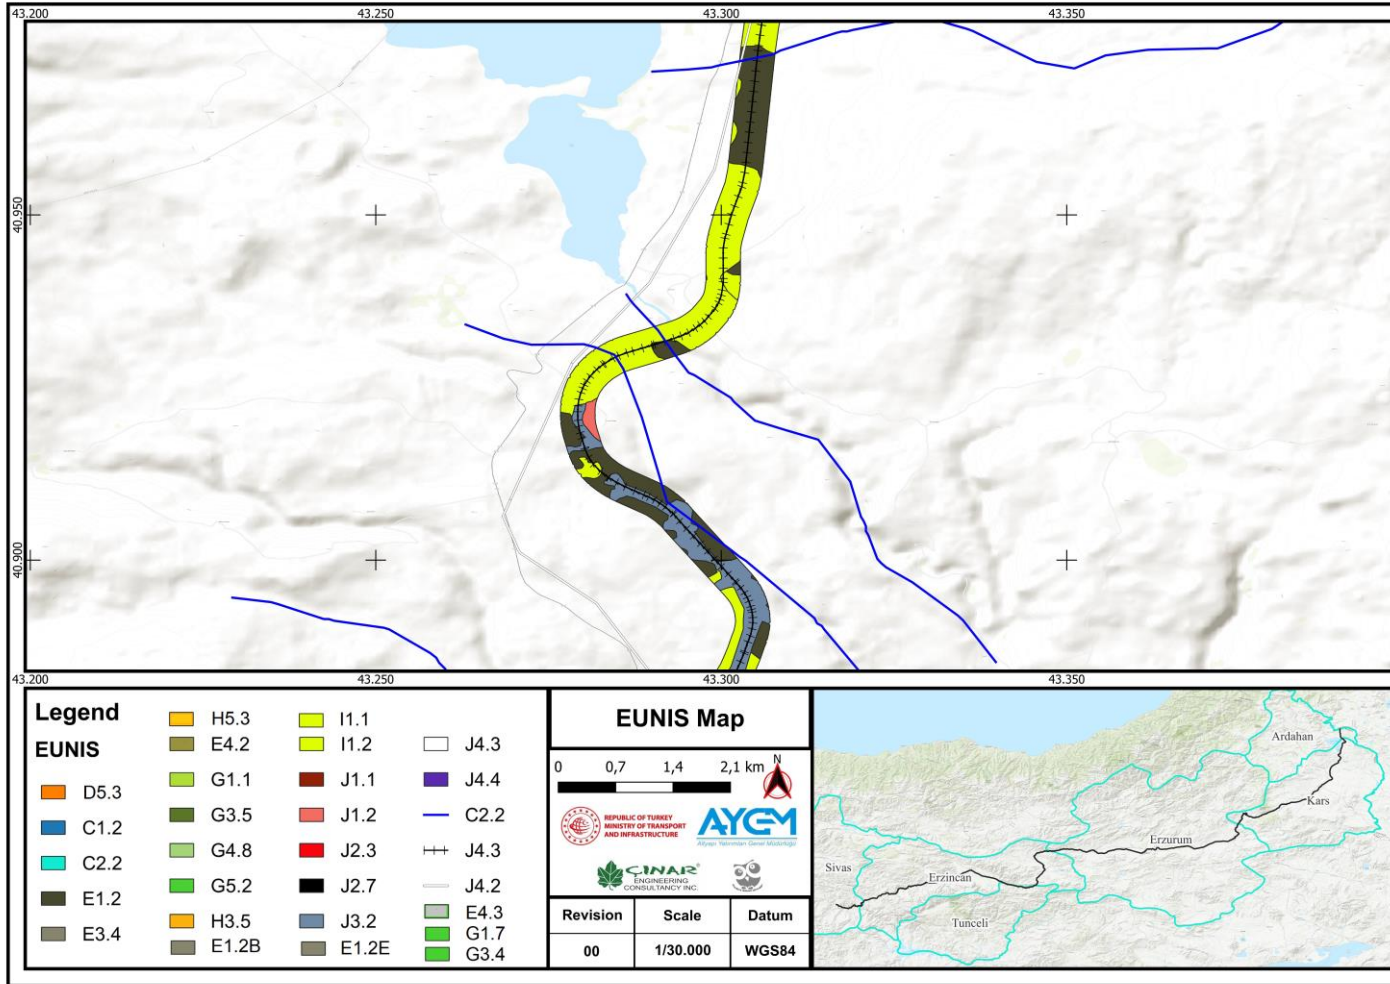 43.200 43.250 43.300 43.350
40.950
40.900
43.200 43.250 43.300 43.350
Legend
EUNIS
D5.3
C1.2
C2.2
E1.2
E3.4
H5.3
E4.2
G1.1
G3.5
G4.8
G5.2
H3.5
E1.2B
I1.1
I1.2
J1.1
J1.2
J2.3
J2.7
J3.2
E1.2E
J4.3
J4.4
C2.2
J4.3
J4.2
E4.3
G1.7
G3.4
EUNIS Map
0 0,7 1,4 2,1 km
N
REPUBLIC OF TURKEY
MINISTRY OF TRANSPORT
AND INFRASTRUCTURE
AYGM
Altyapı Yatırımları Genel Müdürlüğü
ÇINAR
ENGINEERING
CONSULTANCY INC.
Revision Scale Datum
00 1/30.000 WGS84
Ardahan
Kars
Erzurum
Sivas
Erzincan
Tunceli